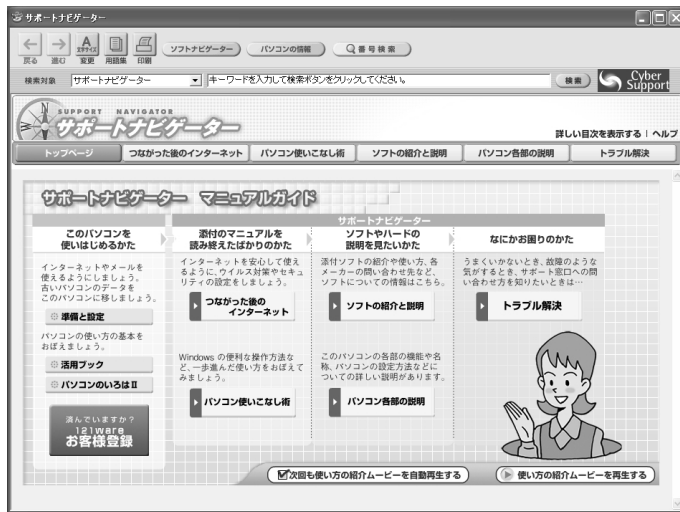 サポートナビゲーター
戻る 進む 変更 用語集 印刷
A
文字サイズ
ソフトナビゲーター
パソコンの情報
番号検索
検索対象
サポートナビゲーター
キーワードを入力して検索ボタンをクリックしてください。
検索
Cyber
Support
N
SUPPORT NAVIGATOR
サポートナビゲーター
詳しい目次を表示する | ヘルプ
トップページ
つながった後のインターネット
パソコン使いこなし術
ソフトの紹介と説明
パソコン各部の説明
トラブル解決
サポートナビゲーター マニュアルガイド
サポートナビゲーター
このパソコンを
使いはじめるかた
インターネットやメールを
使えるようにしましょう。
古いパソコンのデータを
このパソコンに移しましょう。
準備と設定
パソコンの使い方の基本を
おぼえましょう。
活用ブック
パソコンのいろはⅡ
済んでいますか?
121ware
お客様登録
添付のマニュアルを
読み終えたばかりのかた
インターネットを安心して使え
るように、ウイルス対策やセキュ
リティの設定をしましょう。
つながった後の
インターネット
Windows の便利な操作方法な
ど、一歩進んだ使い方をおぼえて
みましょう。
パソコン使いこなし術
ソフトやハードの
説明を見たいかた
添付ソフトの紹介や使い方、各
メーカーの問い合わせ先など、
ソフトについての情報はこちら。
ソフトの紹介と説明
このパソコンの各部の機能や名
称、パソコンの設定方法などに
ついての詳しい説明があります。
パソコン各部の説明
なにかお困りのかた
うまくいかないとき、故障のような
気がするとき、サポート窓口への問
い合わせ方を知りたいときは…
トラブル解決
次回も使い方の紹介ムービーを自動再生する
使い方の紹介ムービーを再生する